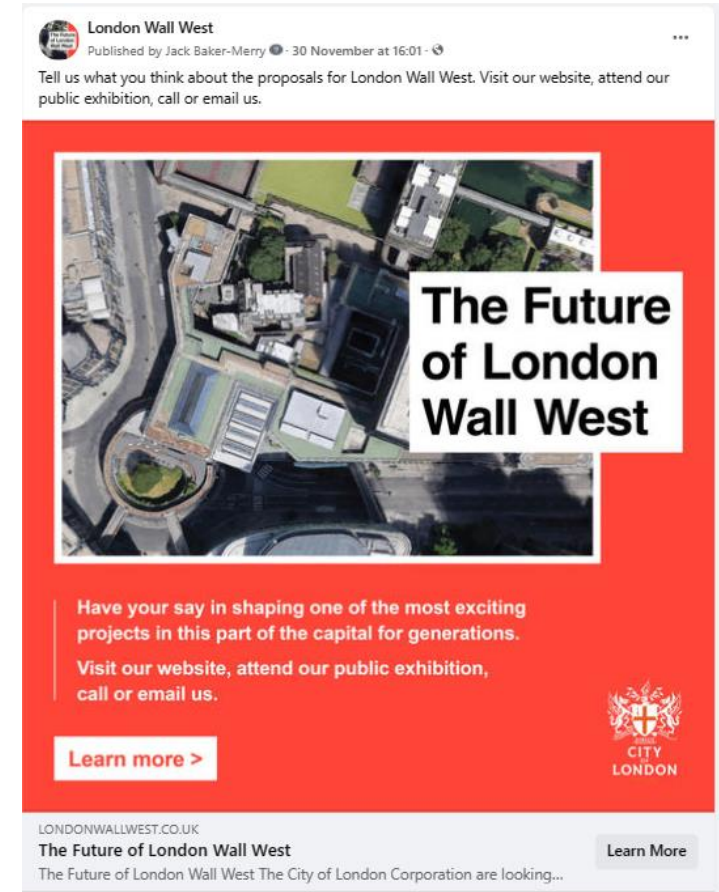 London Wall West
Published by Jack Baker-Merry · 30 November at 16:01 ·
Tell us what you think about the proposals for London Wall West. Visit our website, attend our
public exhibition, call or email us.
The Future
of London
Wall West
Have your say in shaping one of the most exciting
projects in this part of the capital for generations.
Visit our website, attend our public exhibition,
call or email us.
Learn more >
CITY
LONDON
LONDONWALLWEST.CO.UK
The Future of London Wall West
The Future of London Wall West The City of London Corporation are looking...
Learn More